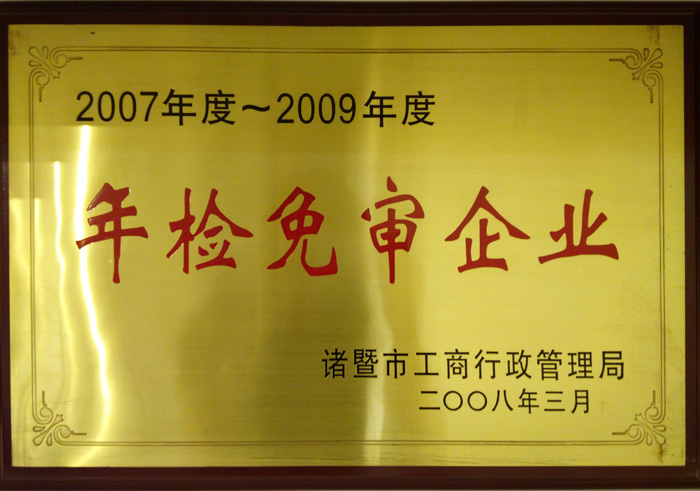 2007年度～2009年度
年检免审企业
诸暨市工商行政管理局
二〇〇八年三月